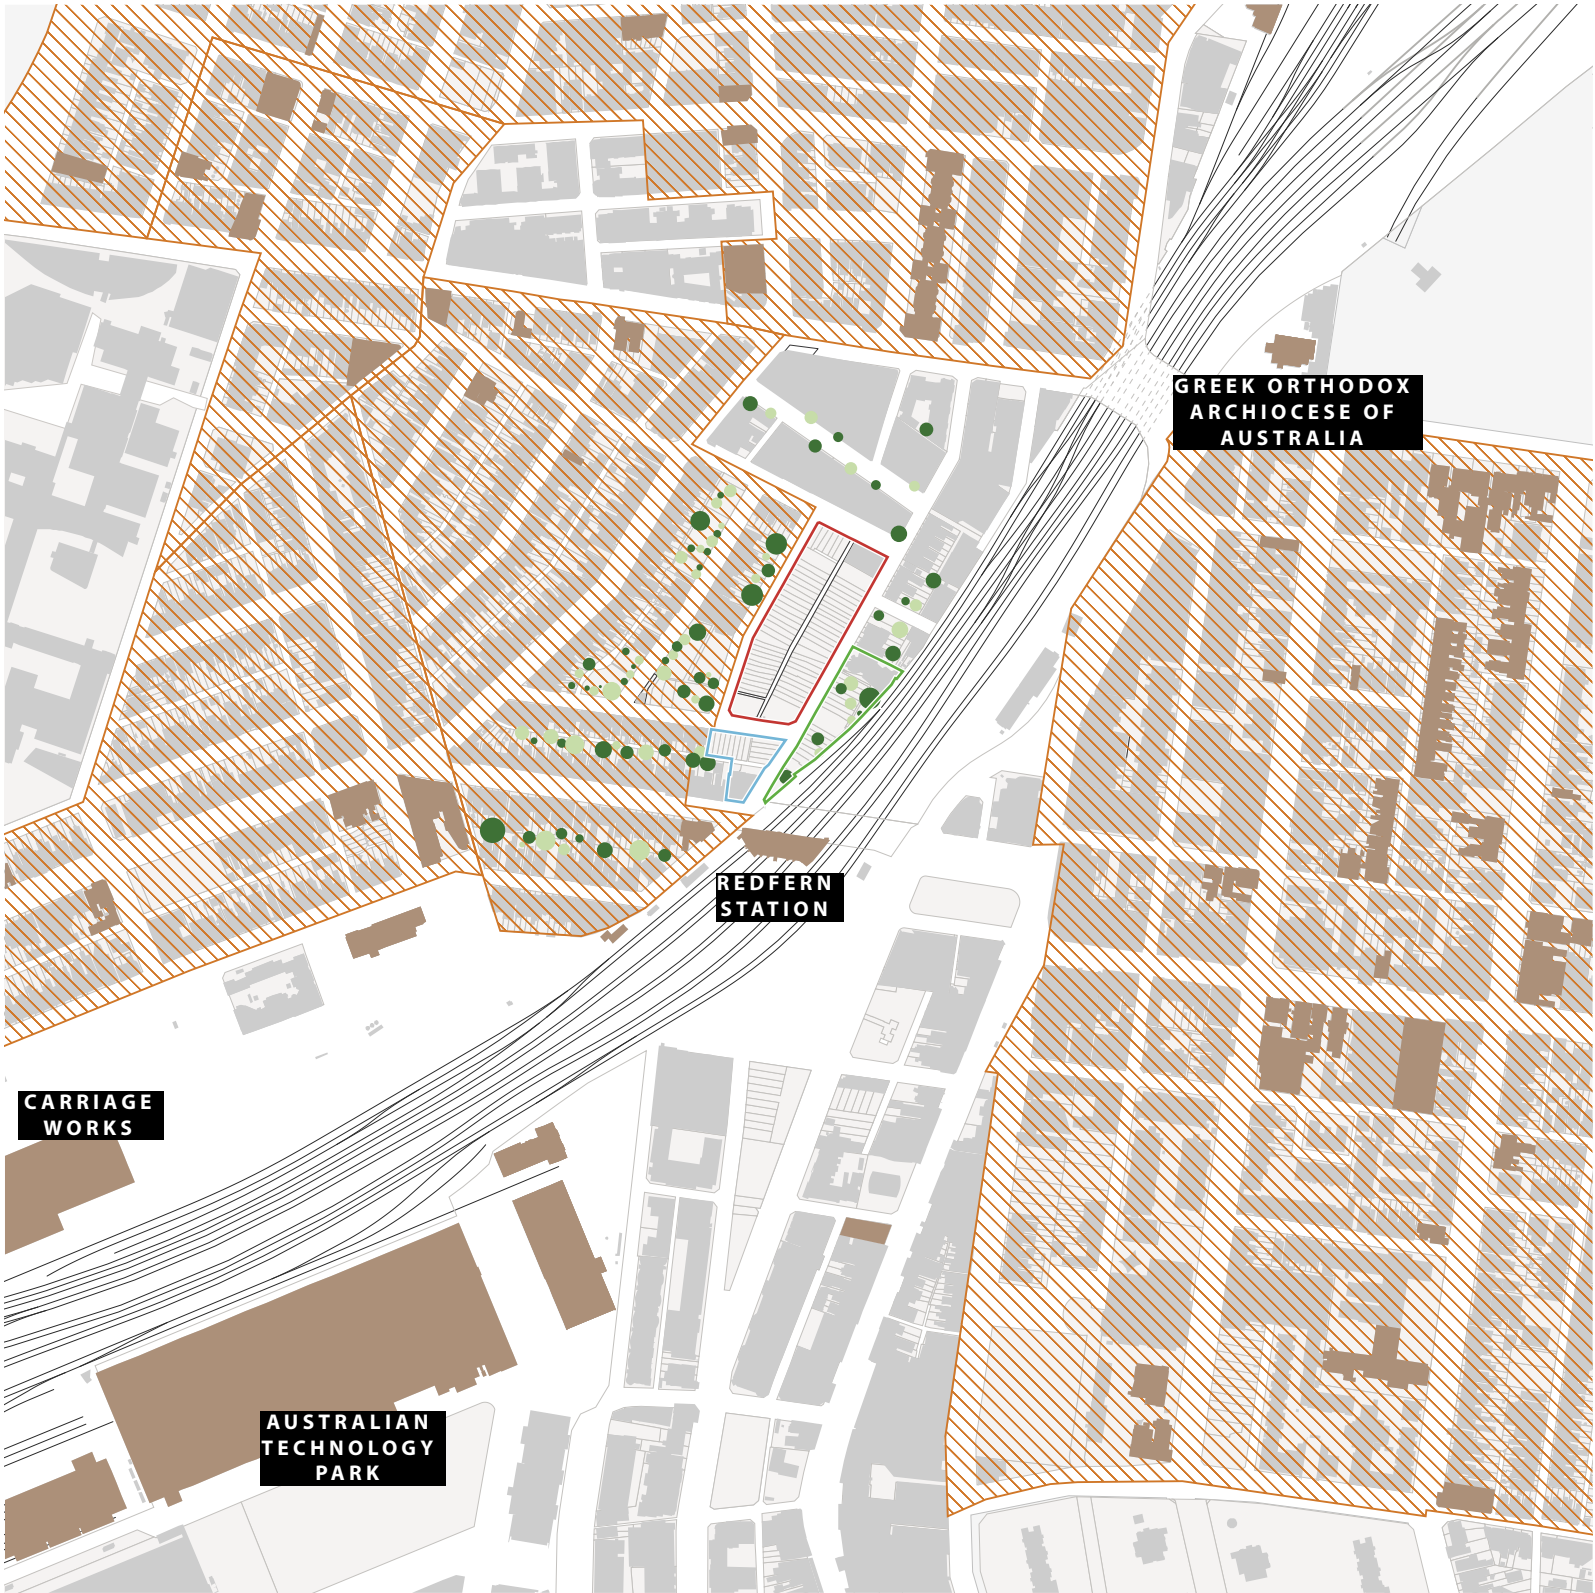 GREEK ORTHODOX
ARCHIOCESE OF
AUSTRALIA
REDFERN
STATION
CARRIAGE
WORKS
AUSTRALIAN
TECHNOLOGY
PARK